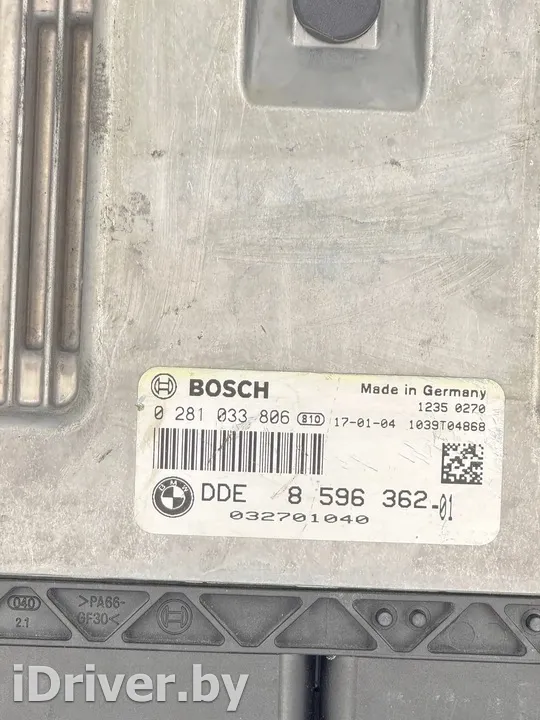 BOSCH
Made in Germany
1235 0270
0 281 033 806 810 17-01-04 1039T04868
BMW
DDE 8 596 362-01
032701040
040
2.1
>PA66-
GF30<
iDriver.by